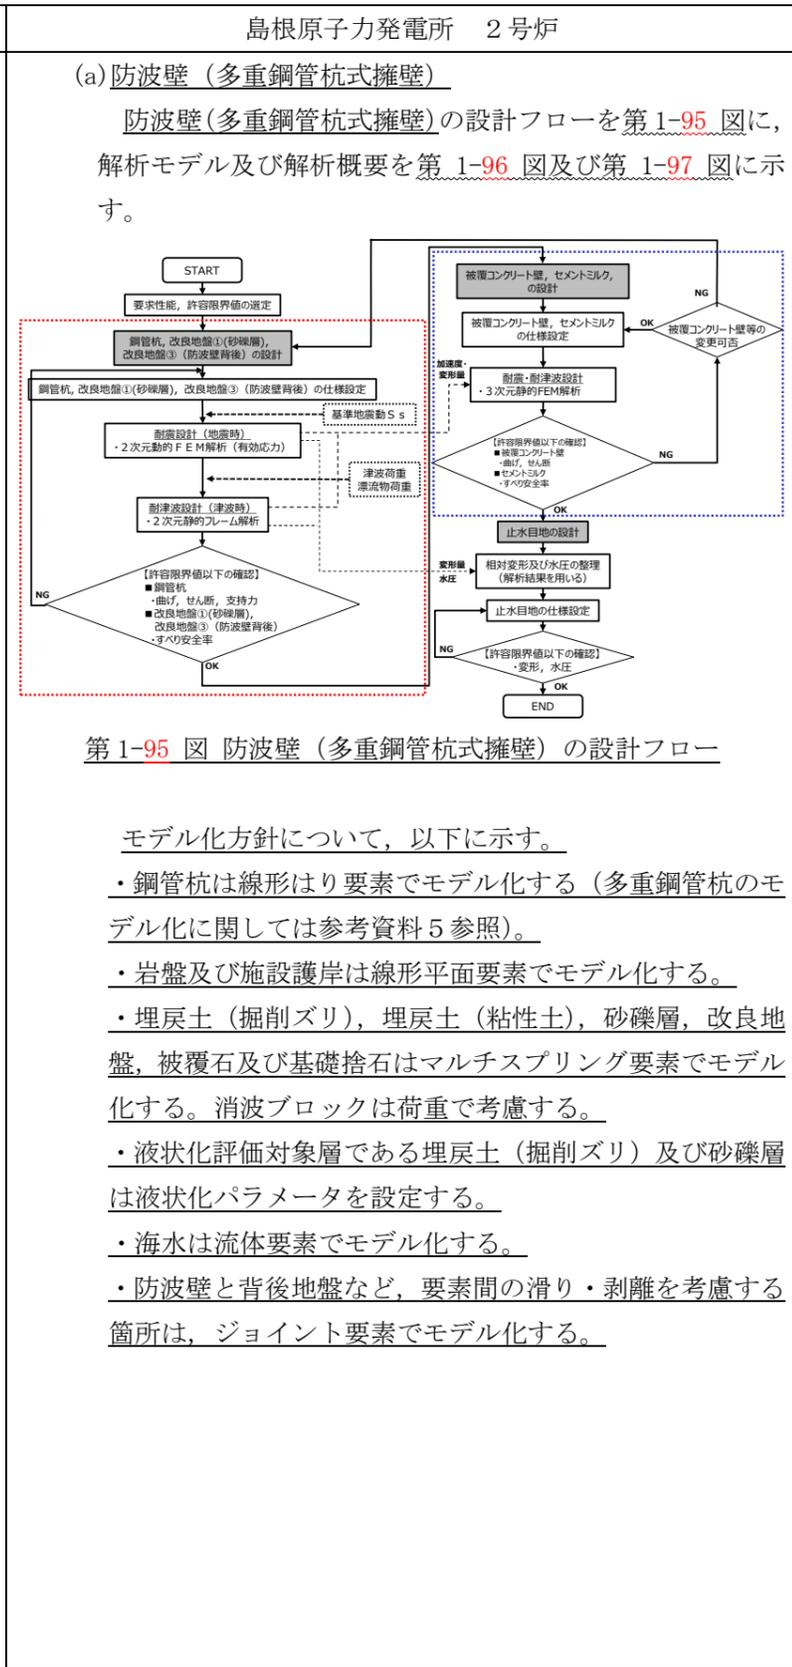 島根原子力発電所　２号炉
(a)防波壁（多重鋼管杭式擁壁）
防波壁(多重鋼管杭式擁壁)の設計フローを第 1-95 図に，
解析モデル及び解析概要を第 1-96 図及び第 1-97 図に示
す。
START
要求性能，許容限界値の選定
鋼管杭，改良地盤①(砂礫層)，
改良地盤③（防波壁背後）の設計
鋼管杭，改良地盤①(砂礫層)，改良地盤③（防波壁背後）の仕様設定
基準地震動Ｓｓ
耐震設計（地震時）
・２次元動的ＦＥＭ解析（有効応力）
津波荷重
漂流物荷重
耐津波設計（津波時）
・２次元静的フレーム解析
【許容限界値以下の確認】
■鋼管杭
・曲げ，せん断，支持力
■改良地盤①(砂礫層)，
改良地盤③（防波壁背後）
・すべり安全率
NG
OK
被覆コンクリート壁，セメントミルク，
の設計
被覆コンクリート壁，セメントミルク
の仕様設定
OK
NG
被覆コンクリート壁等の
変更可否
加速度・
変形量
耐震・耐津波設計
・３次元静的FEM解析
【許容限界値以下の確認】
■被覆コンクリート壁
・曲げ，せん断
■セメントミルク
・すべり安全率
NG
OK
止水目地の設計
変形量
水圧
相対変形及び水圧の整理
（解析結果を用いる）
止水目地の仕様設定
NG
【許容限界値以下の確認】
・変形，水圧
OK
END
第 1-95 図 防波壁（多重鋼管杭式擁壁）の設計フロー
モデル化方針について，以下に示す。
・鋼管杭は線形はり要素でモデル化する（多重鋼管杭のモ
デル化に関しては参考資料５参照）。
・岩盤及び施設護岸は線形平面要素でモデル化する。
・埋戻土（掘削ズリ），埋戻土（粘性土），砂礫層，改良地
盤，被覆石及び基礎捨石はマルチスプリング要素でモデル
化する。消波ブロックは荷重で考慮する。
・液状化評価対象層である埋戻土（掘削ズリ）及び砂礫層
は液状化パラメータを設定する。
・海水は流体要素でモデル化する。
・防波壁と背後地盤など，要素間の滑り・剥離を考慮する
箇所は，ジョイント要素でモデル化する。